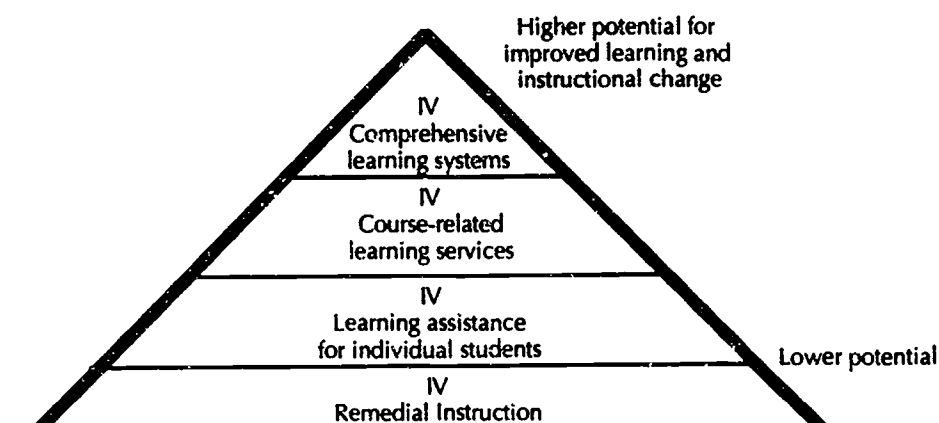 Higher potential for
improved learning and
instructional change
IV
Comprehensive
learning systems
IV
Course-related
learning services
IV
Learning assistance
for individual students
Lower potential
IV
Remedial Instruction